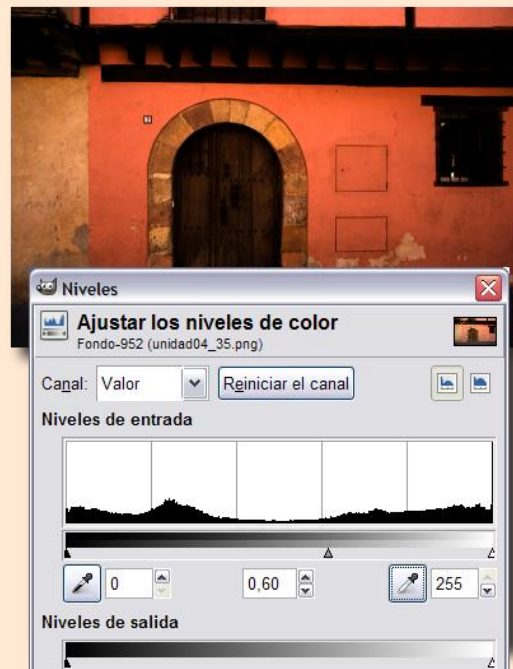 Niveles
Ajustar los niveles de color
Fondo-952 (unidad04_35.png)
Canal: Valor Reiniciar el canal
Niveles de entrada
0 0,60 255
Niveles de salida